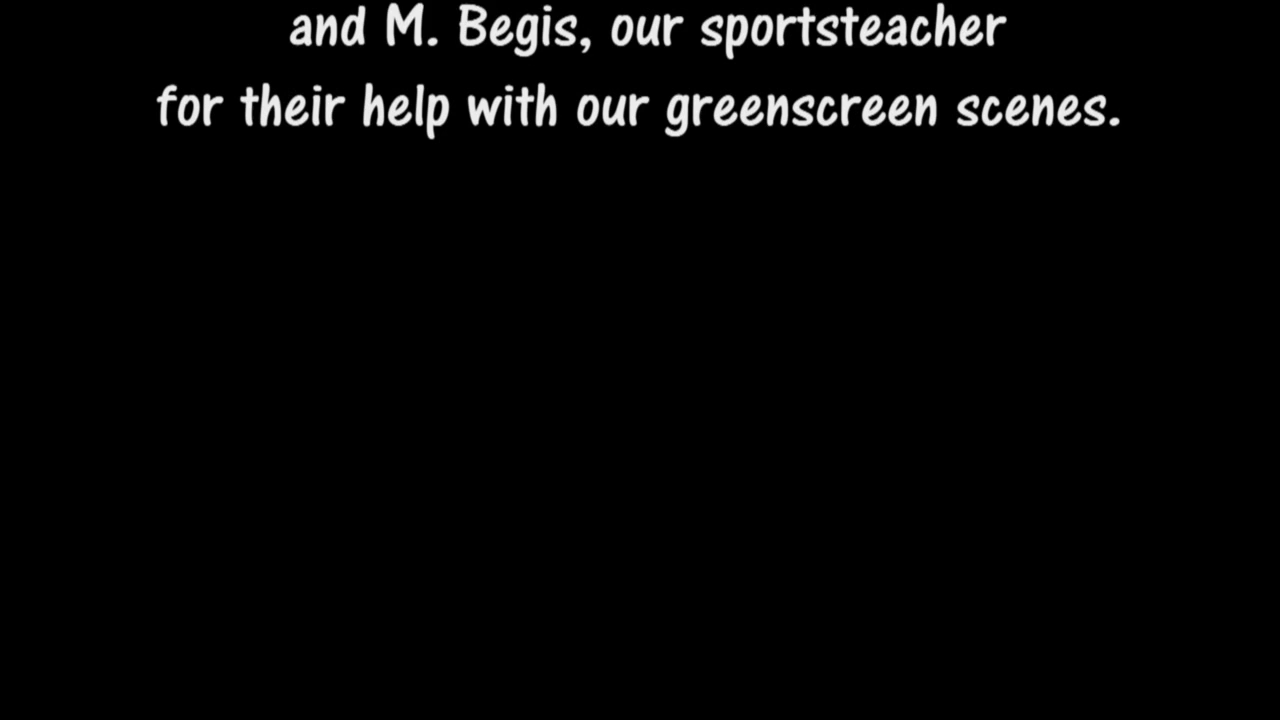 and M. Begis, our sportsteacher
for their help with our greenscreen scenes.